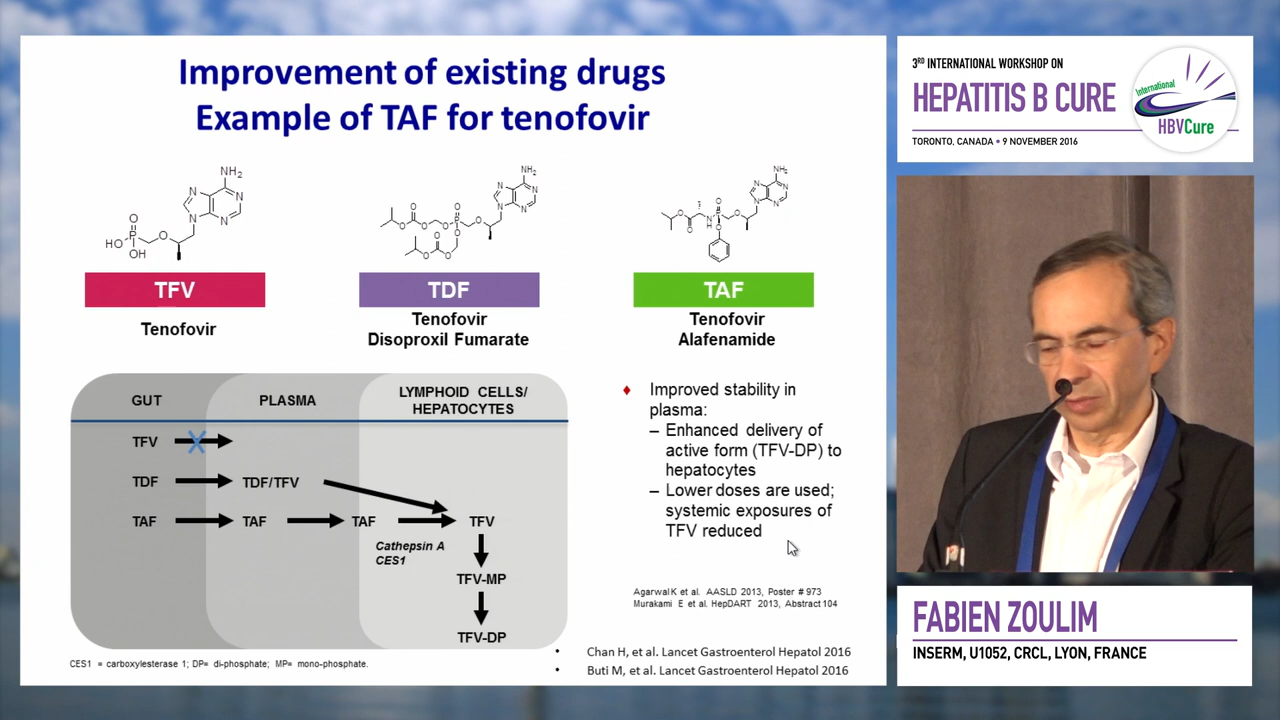 Improvement of existing drugs
Example of TAF for tenofovir
NH₂
N
N
N
N
O
HO
P
O
OH
NH₂
N
N
N
N
O
O
O
O
O
P
O
O
O
O
O
NH₂
N
N
N
N
O
O
O
N
H
P
O
O
TFV
TDF
TAF
Tenofovir
Tenofovir
Disoproxil Fumarate
Tenofovir
Alafenamide
GUT
PLASMA
LYMPHOID CELLS/
HEPATOCYTES
TFV
TDF
TDF/TFV
TAF
TAF
TAF
TFV
Cathepsin A
CES1
TFV-MP
TFV-DP
CES1 = carboxylesterase 1; DP= di-phosphate; MP= mono-phosphate.
♦ Improved stability in
plasma:
– Enhanced delivery of
active form (TFV-DP) to
hepatocytes
– Lower doses are used;
systemic exposures of
TFV reduced
Agarwal K et al. AASLD 2013, Poster # 973
Murakami E et al. HepDART 2013, Abstract 104
• Chan H, et al. Lancet Gastroenterol Hepatol 2016
• Buti M, et al. Lancet Gastroenterol Hepatol 2016
3RD INTERNATIONAL WORKSHOP ON
HEPATITIS B CURE
TORONTO, CANADA • 9 NOVEMBER 2016
International
HBVCure
FABIEN ZOULIM
INSERM, U1052, CRCL, LYON, FRANCE